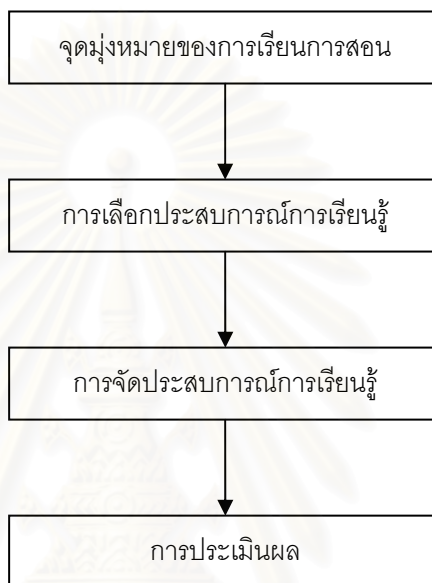 จุดมุ่งหมายของการเรียนการสอน
การเลือกประสบการณ์การเรียนรู้
การจัดประสบการณ์การเรียนรู้
การประเมินผล